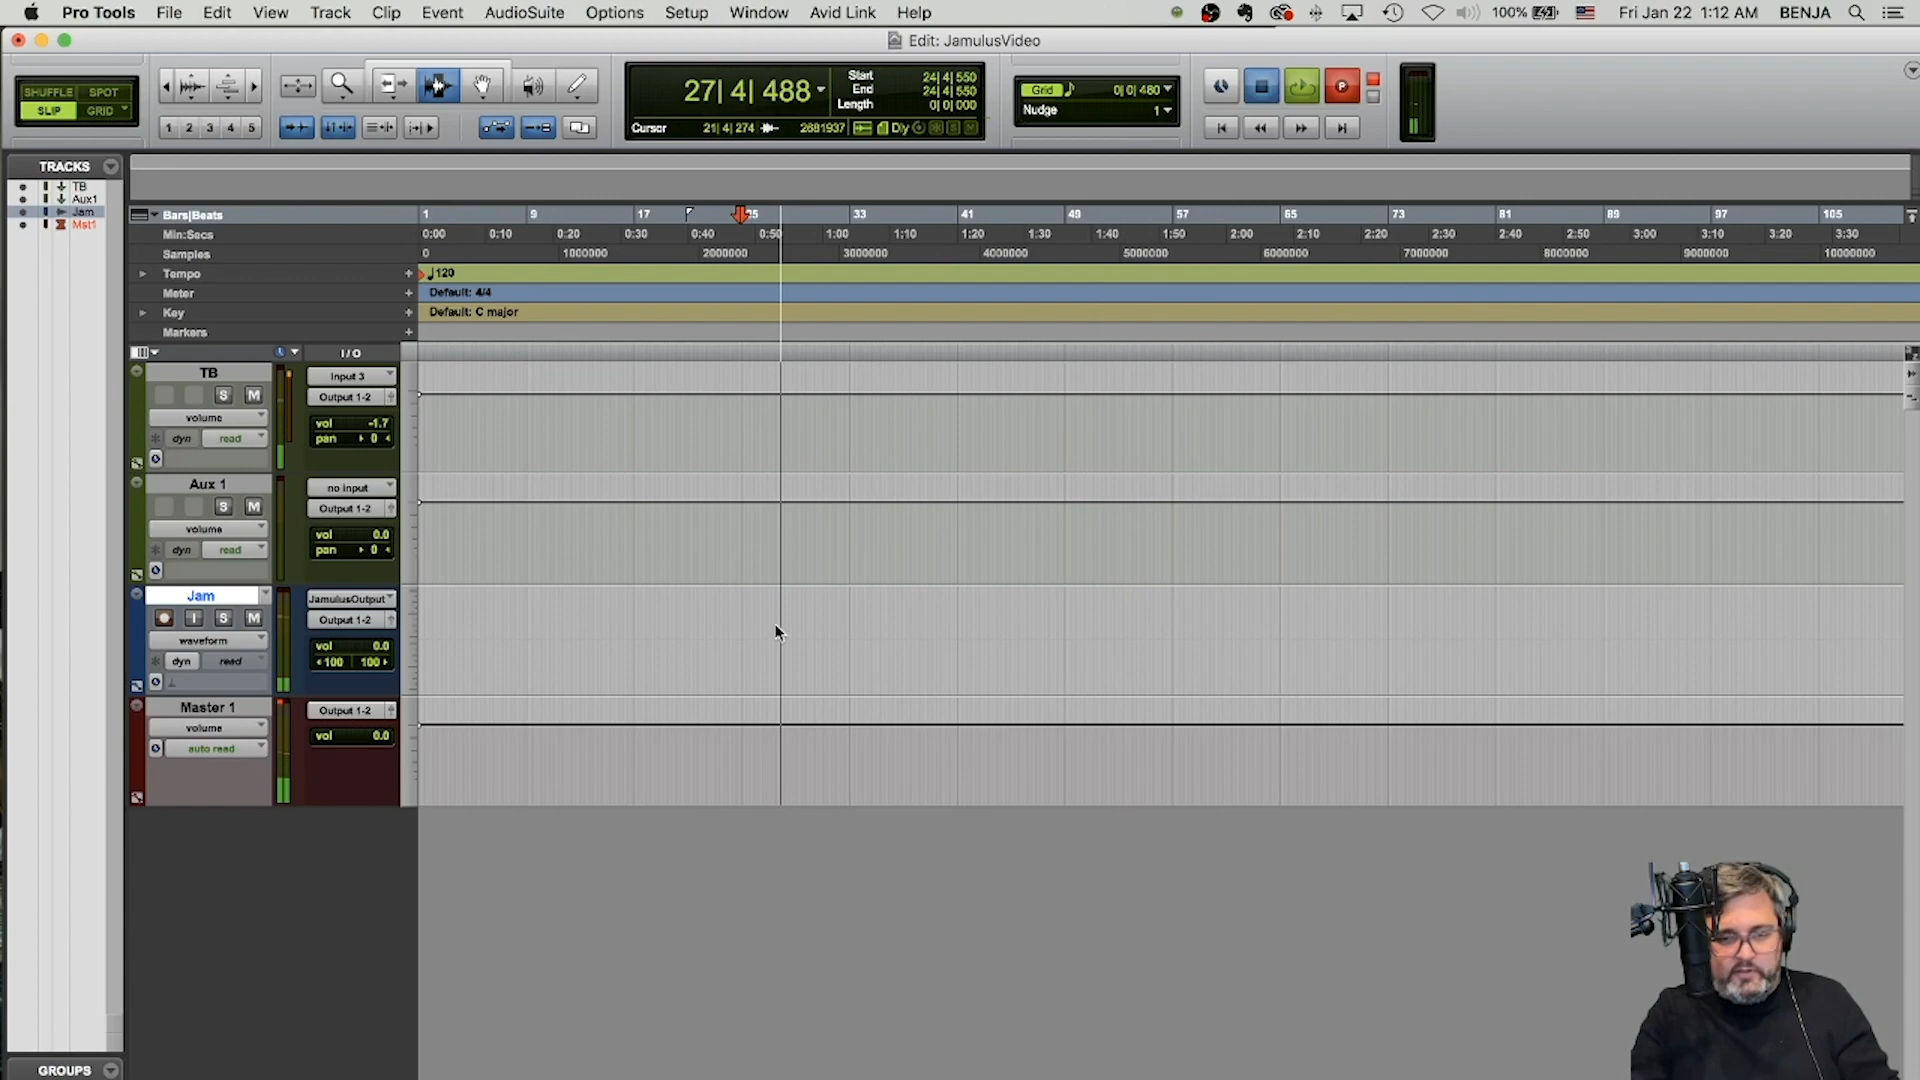 Pro Tools File Edit View Track Clip Event AudioSuite Options Setup Window Avid Link Help 100% Fri Jan 22 1:12 AM BENJA
Edit: JamulusVideo
SHUFFLE SPOT
SLIP GRID
1 2 3 4 5
27| 4| 488
Start 24| 4| 550
End 24| 4| 550
Length 0| 0| 000
Cursor 21| 4| 274 2681937 Dly
Grid 0| 0| 480
Nudge 1
P
TRACKS
TB
Aux1
Jam
Mst1
Bars|Beats 1 9 17 25 33 41 49 57 65 73 81 89 97 105
Min:Secs 0:00 0:10 0:20 0:30 0:40 0:50 1:00 1:10 1:20 1:30 1:40 1:50 2:00 2:10 2:20 2:30 2:40 2:50 3:00 3:10 3:20 3:30
Samples 0 1000000 2000000 3000000 4000000 5000000 6000000 7000000 8000000 9000000 10000000
Tempo 120
Meter Default: 4/4
Key Default: C major
Markers
I / O
TB Input 3
S M Output 1-2
volume vol -1.7
dyn read pan 0
Aux 1 no input
S M Output 1-2
volume vol 0.0
dyn read pan 0
Jam JamulusOutput
I S M Output 1-2
waveform vol 0.0
dyn read 100 100
Master 1 Output 1-2
volume vol 0.0
auto read
GROUPS